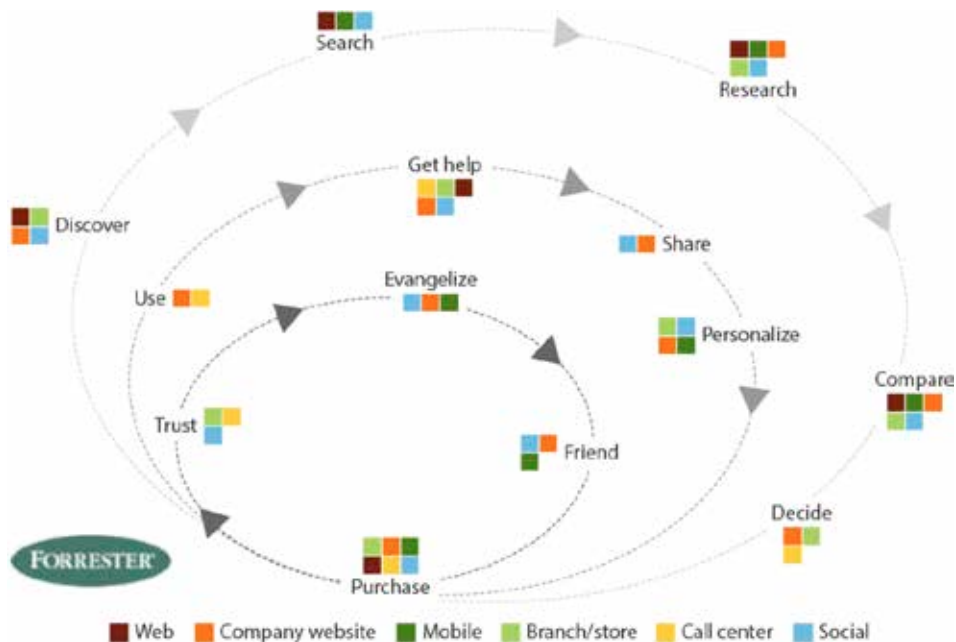 Search
Research
Get help
Discover
Share
Evangelize
Use
Personalize
Compare
Trust
Friend
Decide
FORRESTER®
Purchase
Web Company website Mobile Branch/store Call center Social